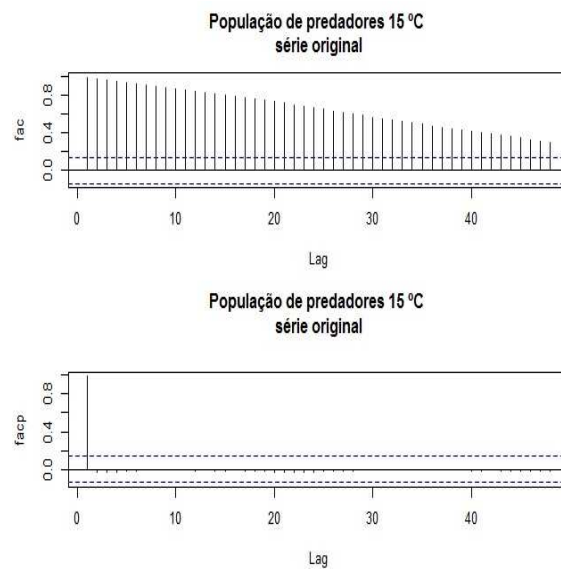 População de predadores 15 ºC
série original
fac
0.0 0.4 0.8
0 10 20 30 40
Lag
População de predadores 15 ºC
série original
facp
0.0 0.4 0.8
0 10 20 30 40
Lag